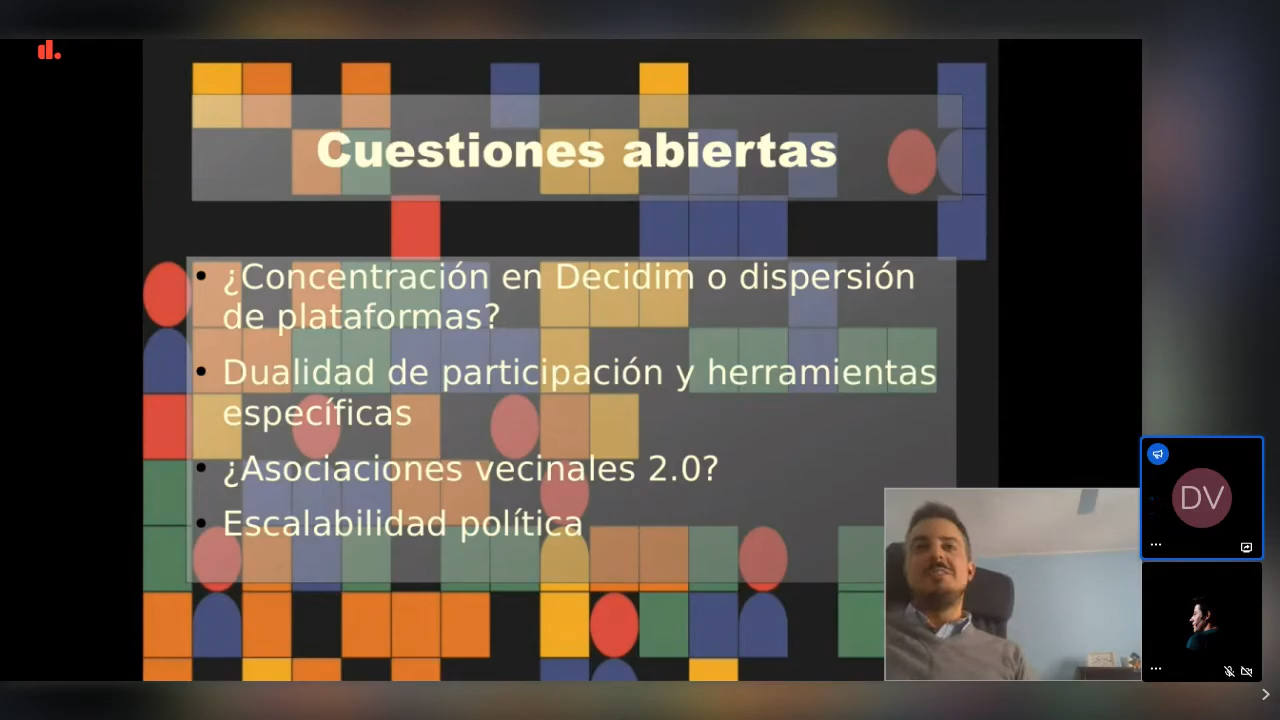 Cuestiones abiertas
• ¿Concentración en Decidim o dispersión
de plataformas?
• Dualidad de participación y herramientas
específicas
• ¿Asociaciones vecinales 2.0?
• Escalabilidad política
DV